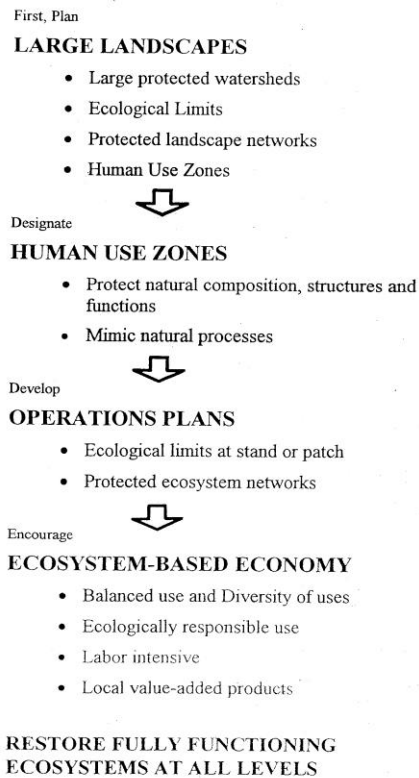 First, Plan
LARGE LANDSCAPES
• Large protected watersheds
• Ecological Limits
• Protected landscape networks
• Human Use Zones
Designate
HUMAN USE ZONES
• Protect natural composition, structures and
functions
• Mimic natural processes
Develop
OPERATIONS PLANS
• Ecological limits at stand or patch
• Protected ecosystem networks
Encourage
ECOSYSTEM-BASED ECONOMY
• Balanced use and Diversity of uses
• Ecologically responsible use
• Labor intensive
• Local value-added products
RESTORE FULLY FUNCTIONING
ECOSYSTEMS AT ALL LEVELS